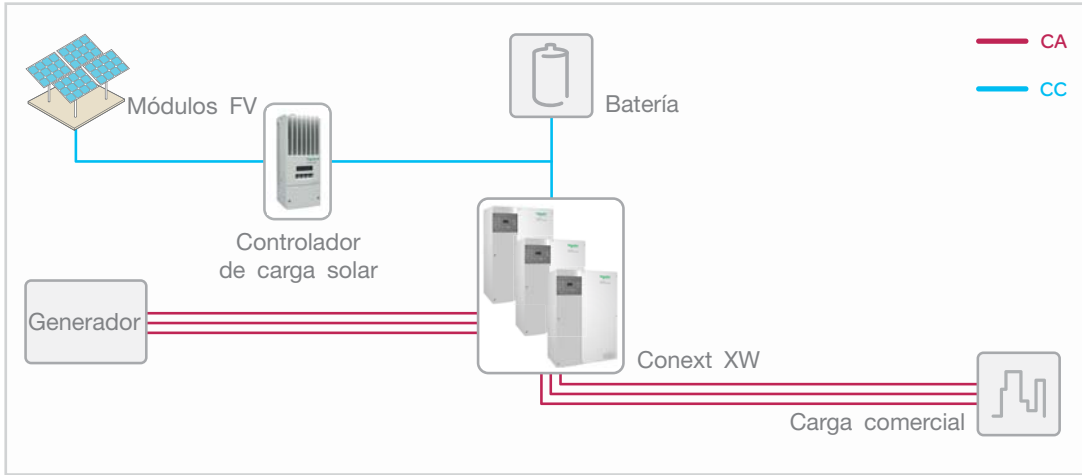 CA
CC
Módulos FV
Batería
Controlador
de carga solar
Generador
Conext XW
Carga comercial